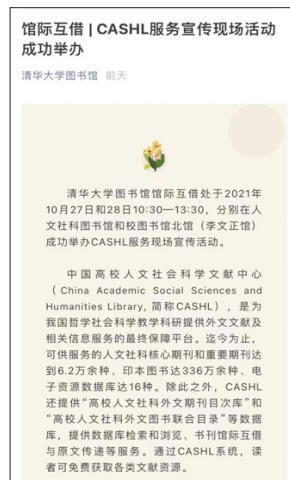 馆际互借 | CASHL服务宣传现场活动
成功举办
清华大学图书馆 前天
清华大学图书馆馆际互借处于2021年
10月27日和28日10:30—13:30，分别在人
文社科图书馆和校图书馆北馆（李文正馆）
成功举办CASHL服务现场宣传活动。
中国高校人文社会科学文献中心
（China Academic Social Sciences and
Humanities Library, 简称CASHL），是为
我国哲学社会科学教学科研提供外文文献及
相关信息服务的最终保障平台。迄今为止，
可供服务的人文社科核心期刊和重要期刊达
到6.2万余种、印本图书达336万余种、电
子资源数据库达16种。除此之外，CASHL
还提供“高校人文社科外文期刊目次库”和
“高校人文社科外文图书联合目录”等数据
库，提供数据库检索和浏览、书刊馆际互借
与原文传递等服务。通过CASHL系统，读
者可免费获取各类文献资源。